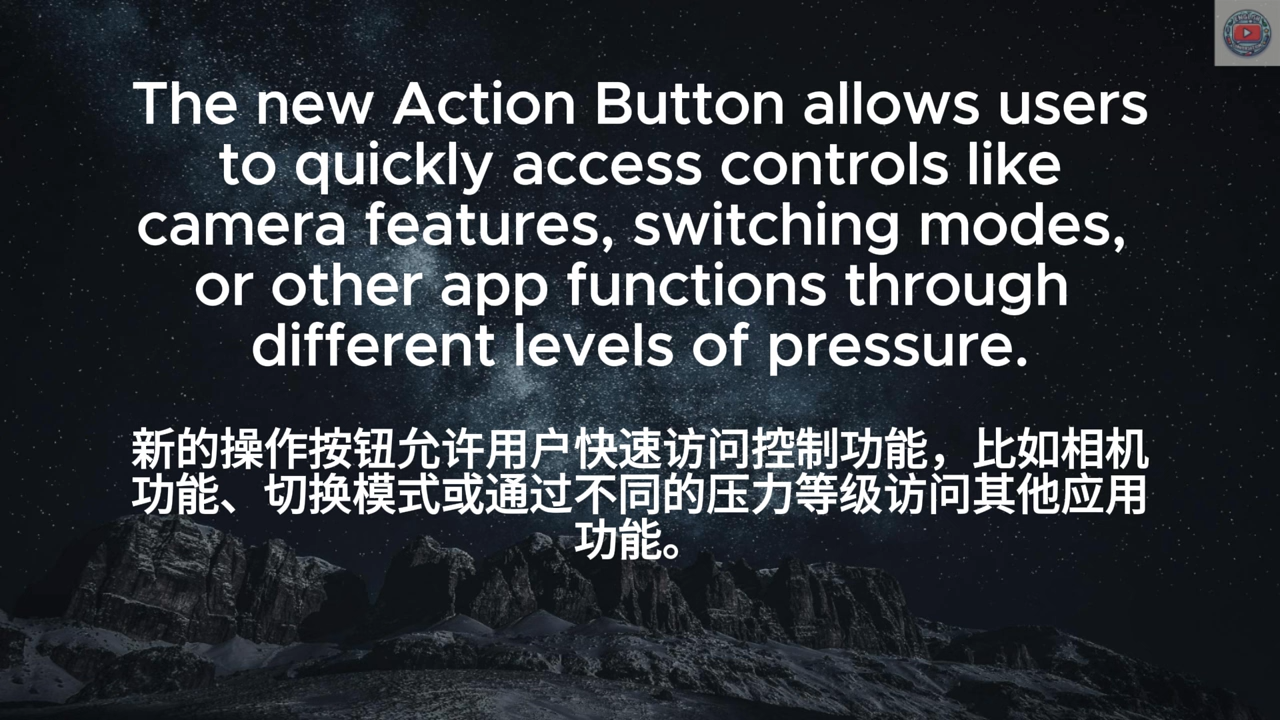 The new Action Button allows users
to quickly access controls like
camera features, switching modes,
or other app functions through
different levels of pressure.
新的操作按钮允许用户快速访问控制功能，比如相机
功能、切换模式或通过不同的压力等级访问其他应用
功能。